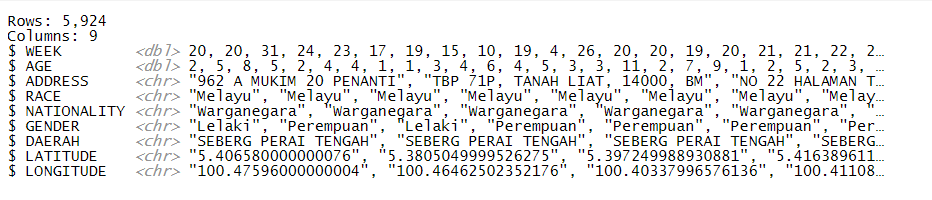 Rows: 5,924
Columns: 9
$ WEEK <dbl> 20, 20, 31, 24, 23, 17, 19, 15, 10, 19, 4, 26, 20, 20, 19, 20, 21, 21, 22, 2…
$ AGE <dbl> 2, 5, 8, 5, 2, 4, 4, 1, 1, 3, 4, 6, 4, 5, 3, 3, 11, 2, 7, 9, 1, 2, 5, 2, 3, …
$ ADDRESS <chr> "962 A MUKIM 20 PENANTI", "TBP 71P, TANAH LIAT, 14000, BM", "NO 22 HALAMAN T…
$ RACE <chr> "Melayu", "Melayu", "Melayu", "Melayu", "Melayu", "Melayu", "Melayu", "Melay…
$ NATIONALITY <chr> "Warganegara", "Warganegara", "Warganegara", "Warganegara", "Warganegara", "…
$ GENDER <chr> "Lelaki", "Perempuan", "Lelaki", "Perempuan", "Perempuan", "Perempuan", "Per…
$ DAERAH <chr> "SEBERG PERAI TENGAH", "SEBERG PERAI TENGAH", "SEBERG PERAI TENGAH", "SEBERG…
$ LATITUDE <chr> "5.406580000000076", "5.3805049999526275", "5.397249988930881", "5.416389611…
$ LONGITUDE <chr> "100.47596000000004", "100.46462502352176", "100.40337996576136", "100.41108…